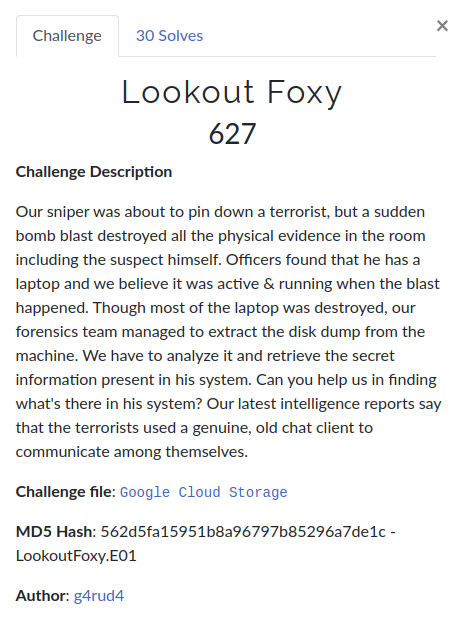 Challenge
30 Solves
×
Lookout Foxy
627
Challenge Description
Our sniper was about to pin down a terrorist, but a sudden
bomb blast destroyed all the physical evidence in the room
including the suspect himself. Officers found that he has a
laptop and we believe it was active & running when the blast
happened. Though most of the laptop was destroyed, our
forensics team managed to extract the disk dump from the
machine. We have to analyze it and retrieve the secret
information present in his system. Can you help us in finding
what's there in his system? Our latest intelligence reports say
that the terrorists used a genuine, old chat client to
communicate among themselves.
Challenge file: Google Cloud Storage
MD5 Hash: 562d5fa15951b8a96797b85296a7de1c -
LookoutFoxy.E01
Author: g4rud4